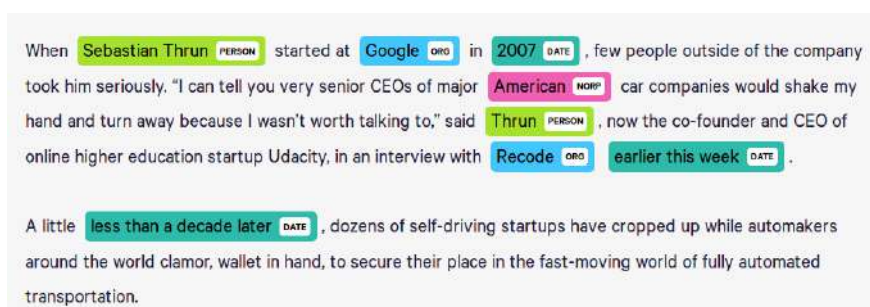 When Sebastian Thrun PERSON started at Google ORG in 2007 DATE , few people outside of the company
took him seriously. “I can tell you very senior CEOs of major American NORP car companies would shake my
hand and turn away because I wasn’t worth talking to,” said Thrun PERSON , now the co-founder and CEO of
online higher education startup Udacity, in an interview with Recode ORG earlier this week DATE .
A little less than a decade later DATE , dozens of self-driving startups have cropped up while automakers
around the world clamor, wallet in hand, to secure their place in the fast-moving world of fully automated
transportation.